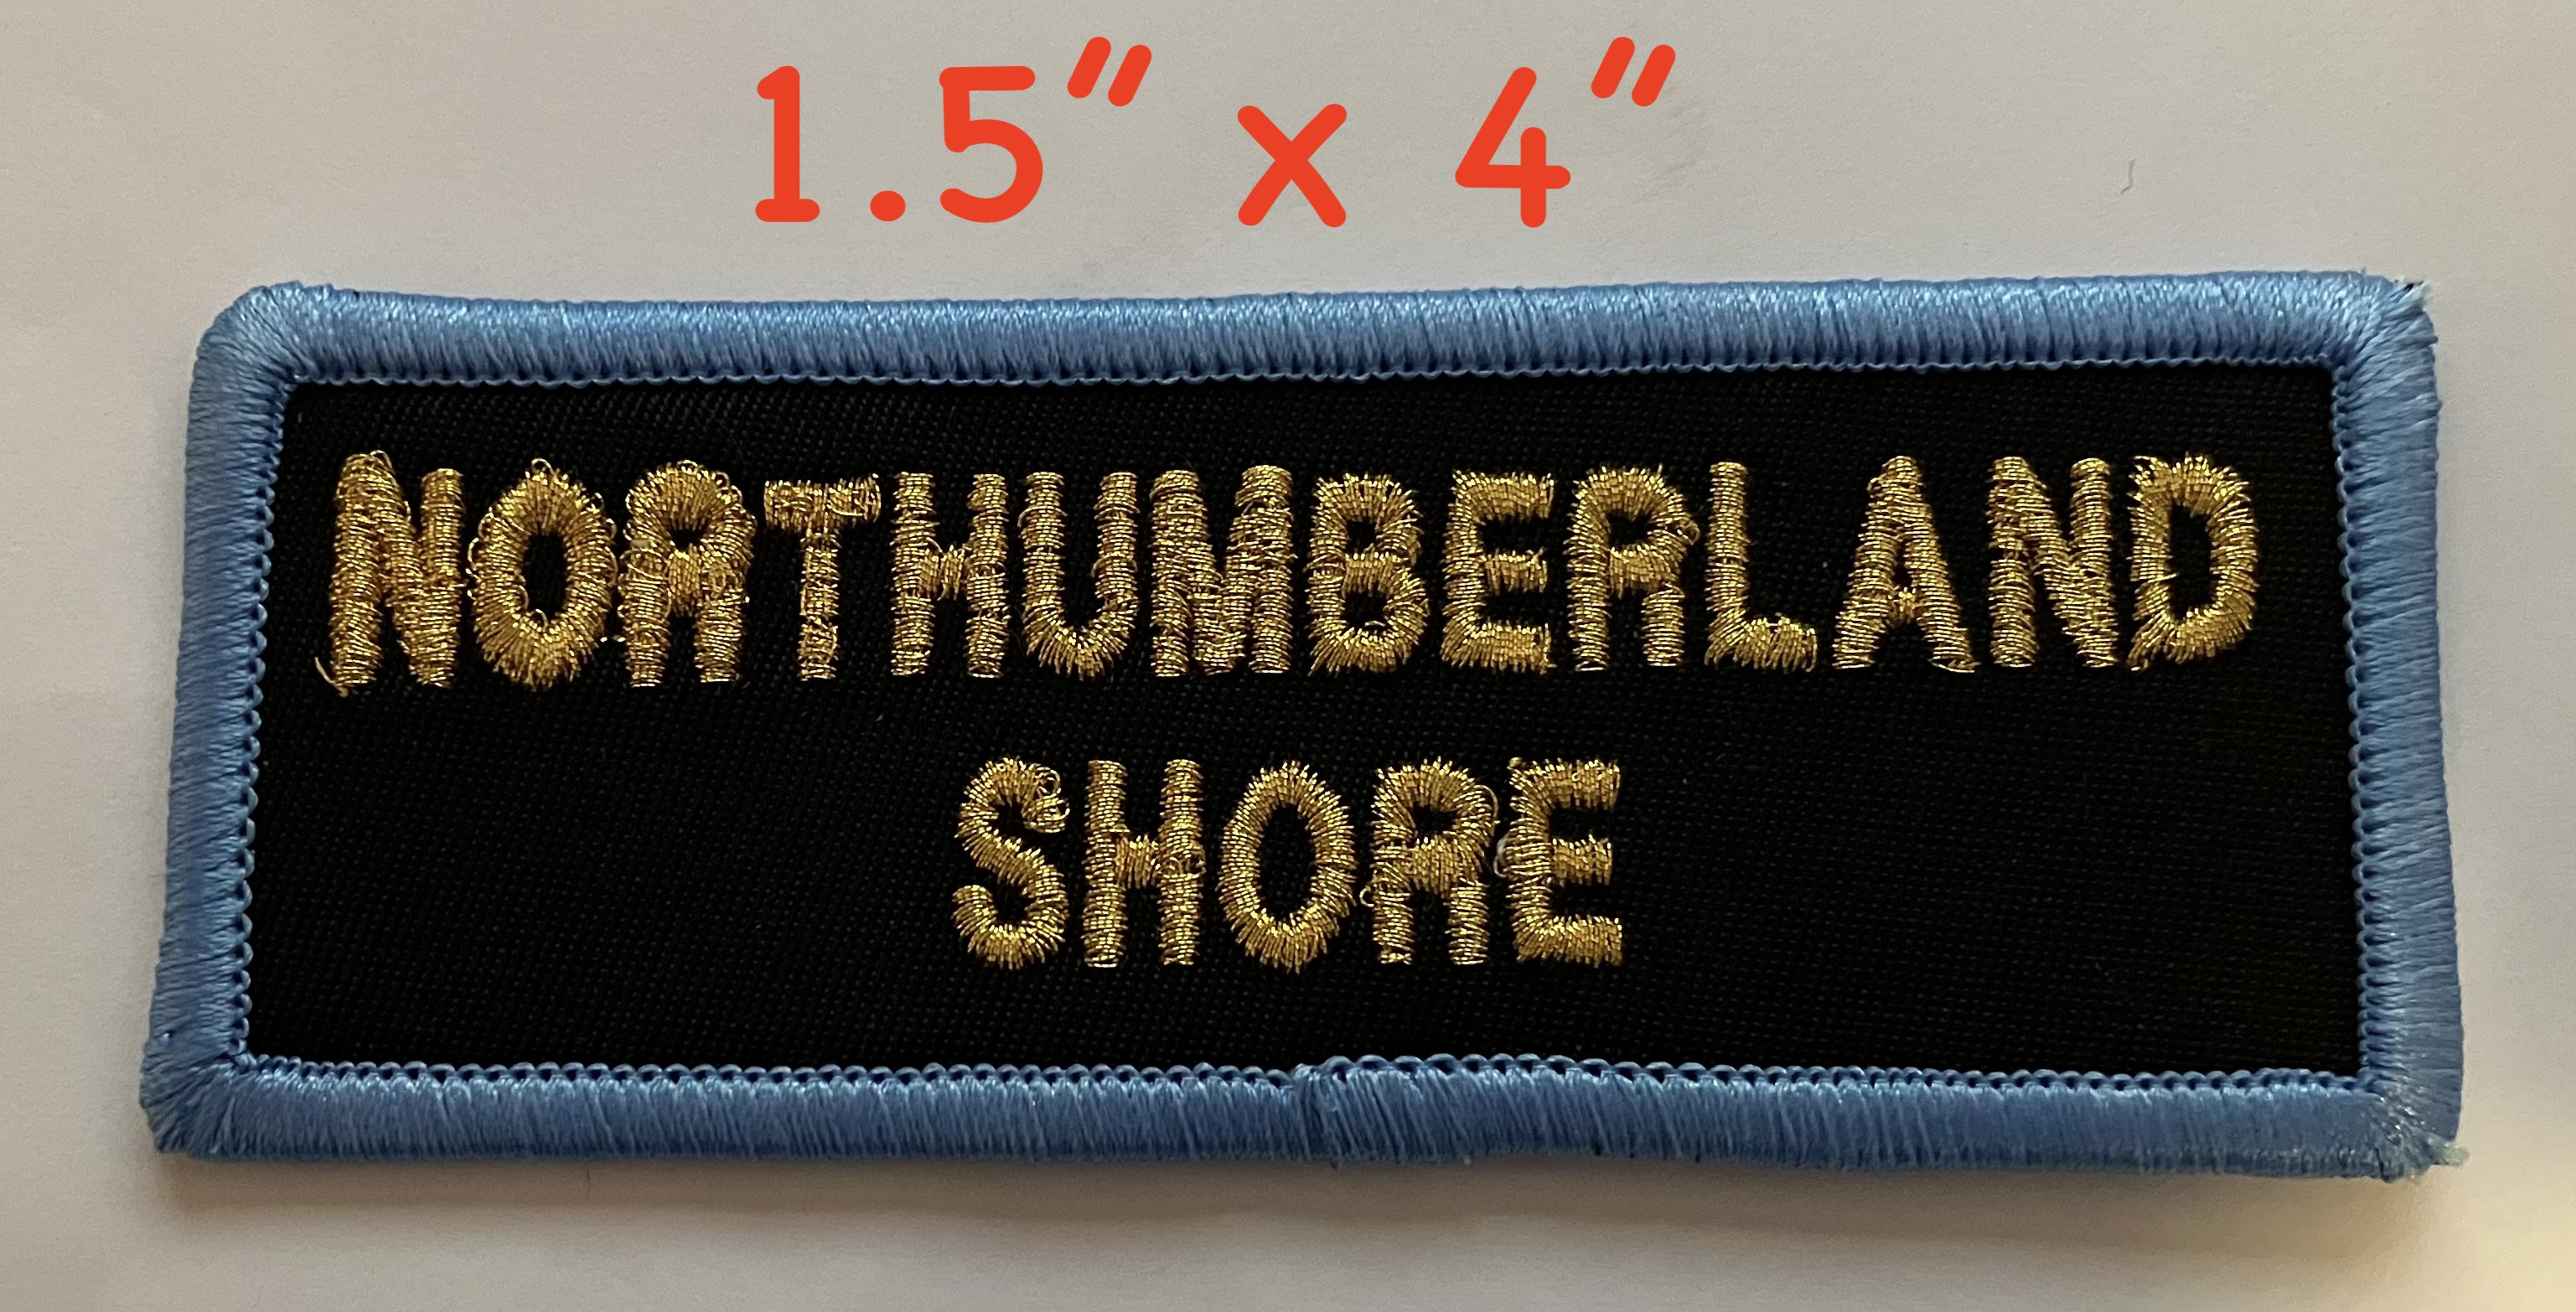 1.5" x 4"
NORTHUMBERLAND
SHORE